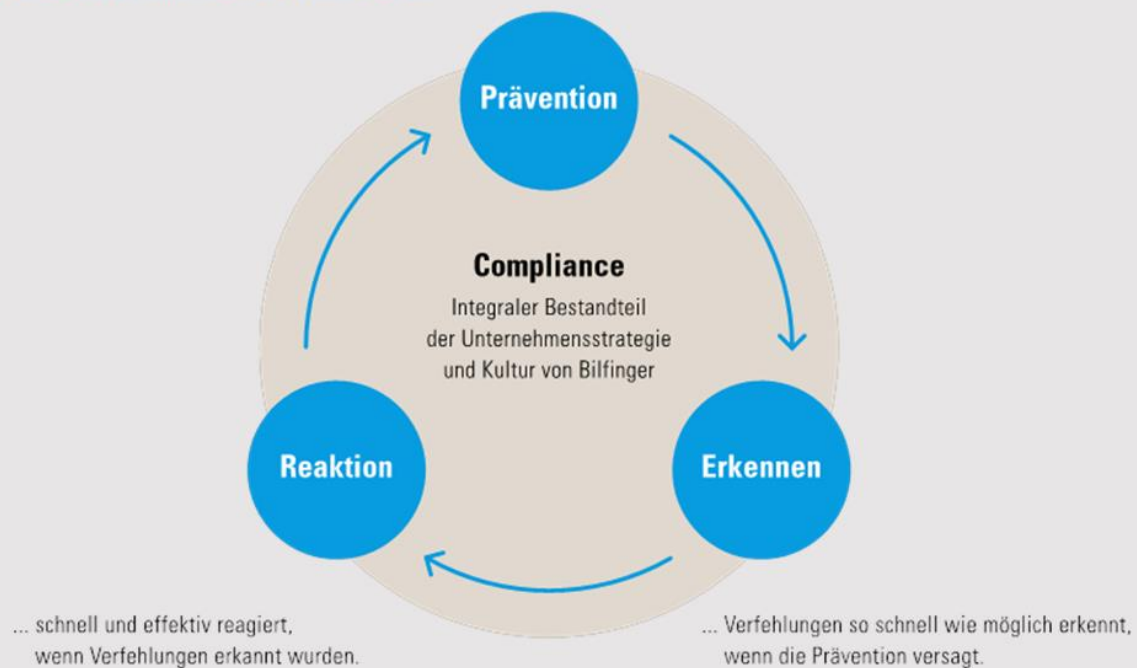 Prävention
Compliance
Integraler Bestandteil
der Unternehmensstrategie
und Kultur von Bilfinger
Reaktion
Erkennen
... schnell und effektiv reagiert,
wenn Verfehlungen erkannt wurden.
... Verfehlungen so schnell wie möglich erkennt,
wenn die Prävention versagt.